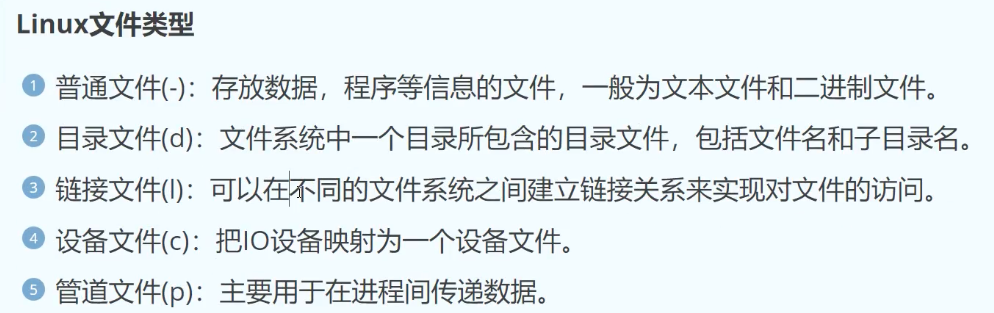 Linux文件类型
1 普通文件(-)：存放数据，程序等信息的文件，一般为文本文件和二进制文件。
2 目录文件(d)：文件系统中一个目录所包含的目录文件，包括文件名和子目录名。
3 链接文件(l)：可以在不同的文件系统之间建立链接关系来实现对文件的访问。
4 设备文件(c)：把IO设备映射为一个设备文件。
5 管道文件(p)：主要用于在进程间传递数据。